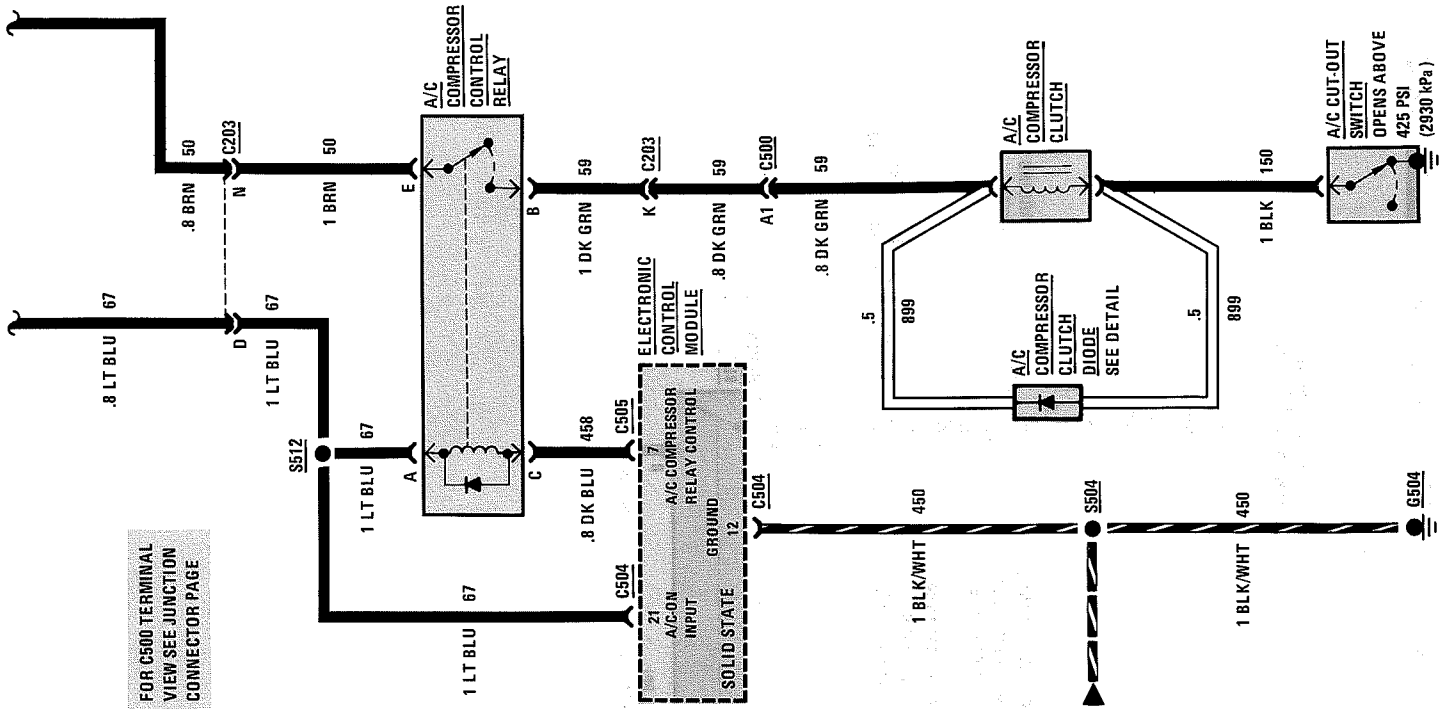 FOR C500 TERMINAL
VIEW SEE JUNCTION
CONNECTOR PAGE
.8 LT BLU
67
D
1 LT BLU
67
S512
1 LT BLU
67
A
1 LT BLU
67
.8 BRN
50
C203
N
1 BRN
50
E
A/C
COMPRESSOR
CONTROL
RELAY
C
B
.8 DK BLU
458
C505
C504
1 DK GRN
59
K
C203
.8 DK GRN
59
A1
C500
.8 DK GRN
59
ELECTRONIC
CONTROL
MODULE
21
A/C-ON
INPUT
7
A/C COMPRESSOR
RELAY CONTROL
GROUND
12
SOLID STATE
C504
1 BLK/WHT
450
S504
1 BLK/WHT
450
G504
A/C
COMPRESSOR
CLUTCH
.5
899
A/C
COMPRESSOR
CLUTCH
DIODE
SEE DETAIL
.5
899
1 BLK
150
A/C CUT-OUT
SWITCH
OPENS ABOVE
425 PSI
(2930 kPa)